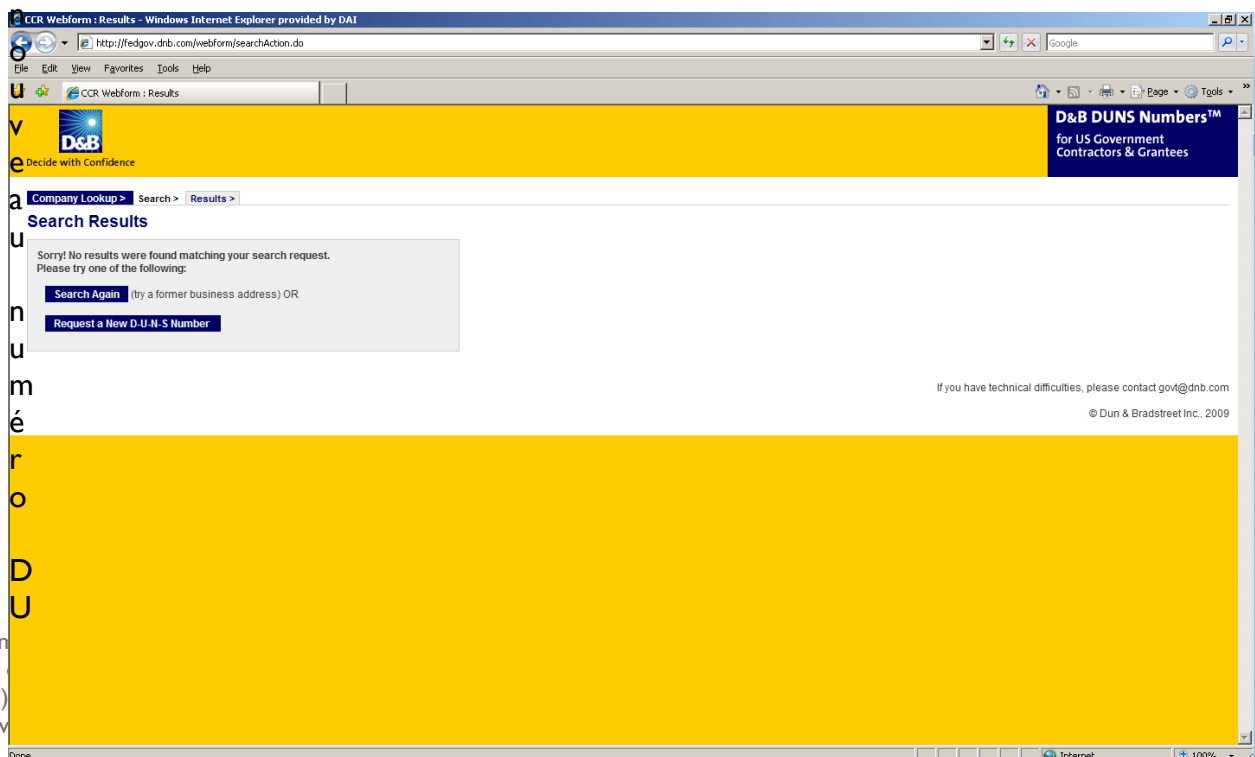 CCR Webform : Results - Windows Internet Explorer provided by DAI
http://fedgov.dnb.com/webform/searchAction.do
Google
File Edit View Favorites Tools Help
CCR Webform : Results
Page Tools
D&B
Decide with Confidence
D&B DUNS Numbers™
for US Government
Contractors & Grantees
Company Lookup > Search > Results >
Search Results
Sorry! No results were found matching your search request.
Please try one of the following:
Search Again (try a former business address) OR
Request a New D-U-N-S Number
If you have technical difficulties, please contact govt@dnb.com
© Dun & Bradstreet Inc., 2009
Done
Internet
100%
n
o
u
v
e
a
u
n
u
m
é
r
o
D
U